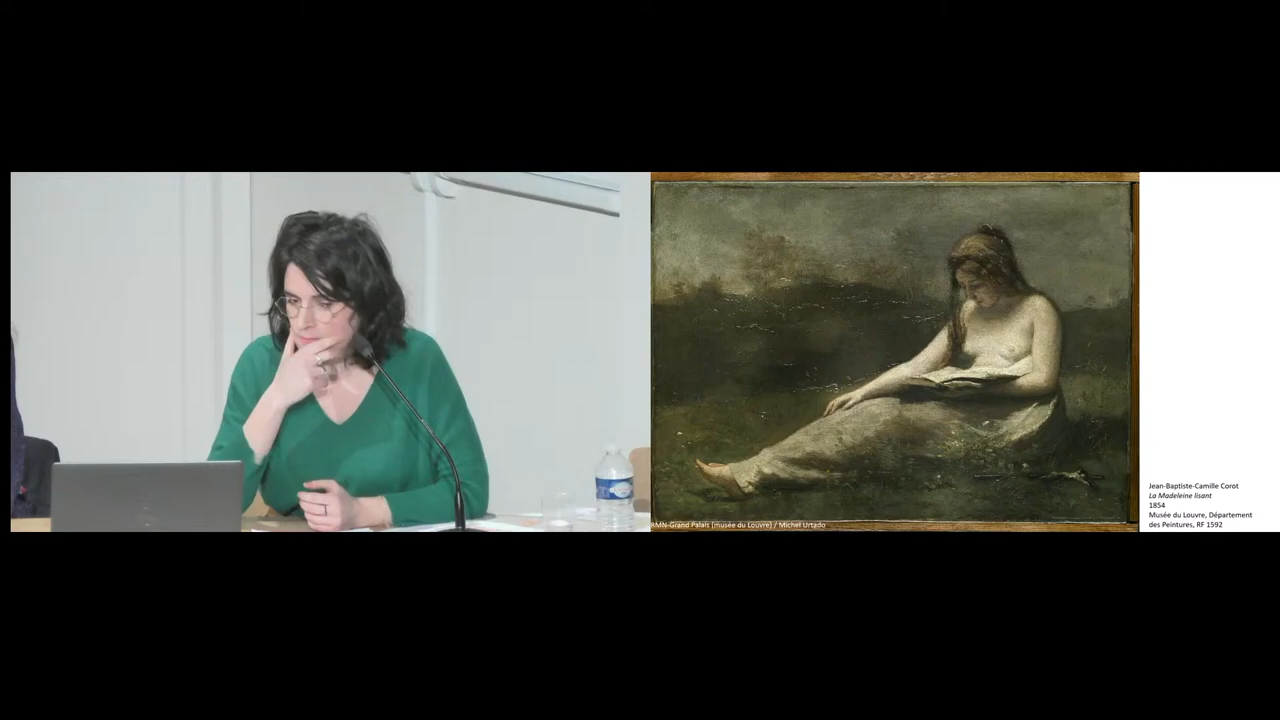 RMN-Grand Palais (musée du Louvre) / Michel Urtado
Jean-Baptiste-Camille Corot
La Madeleine lisant
1854
Musée du Louvre, Département
des Peintures, RF 1592